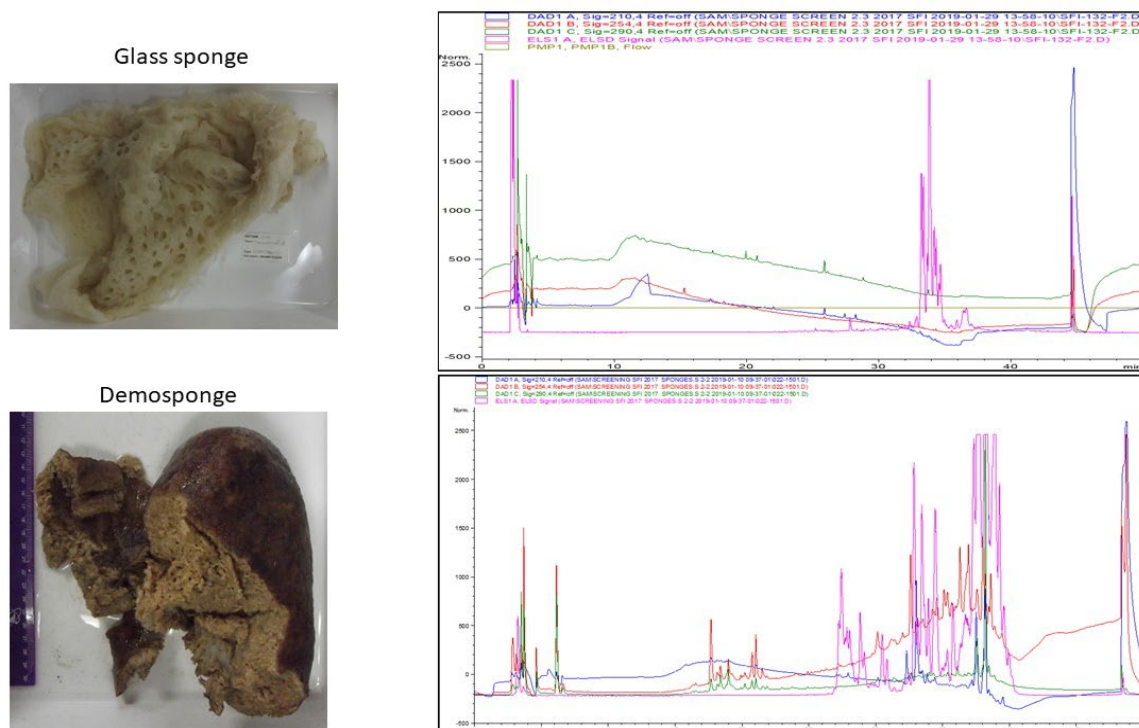 Glass sponge
DAD1 A, Sig=210,4 Ref=off (SAM\SPONGE SCREEN 2.3 2017 SFI 2019-01-29 13-58-10\SFI-132-F2.D)
DAD1 B, Sig=254,4 Ref=off (SAM\SPONGE SCREEN 2.3 2017 SFI 2019-01-29 13-58-10\SFI-132-F2.D)
DAD1 C, Sig=290,4 Ref=off (SAM\SPONGE SCREEN 2.3 2017 SFI 2019-01-29 13-58-10\SFI-132-F2.D
ELS1 A, ELSD Signal (SAM\SPONGE SCREEN 2.3 2017 SFI 2019-01-29 13-58-10\SFI-132-F2.D)
PMP1, PMP1B, Flow
Norm.
2500
2000
1500
1000
500
0
-500
0 10 20 30 40 min
Demosponge
DAD1 A, Sig=210,4 Ref=off (SAM\SCREENING SFI 2017 SPONGES.S 2-2 2019-01-10 09-37-01\022-1501.D)
DAD1 B, Sig=254,4 Ref=off (SAM\SCREENING SFI 2017 SPONGES.S 2-2 2019-01-10 09-37-01\022-1501.D)
DAD1 C, Sig=290,4 Ref=off (SAM\SCREENING SFI 2017 SPONGES.S 2-2 2019-01-10 09-37-01\022-1501.D)
ELS1 A, ELSD Signal (SAM\SCREENING SFI 2017 SPONGES.S 2-2 2019-01-10 09-37-01\022-1501.D)
Norm.
2500
2000
1500
1000
500
0
-500